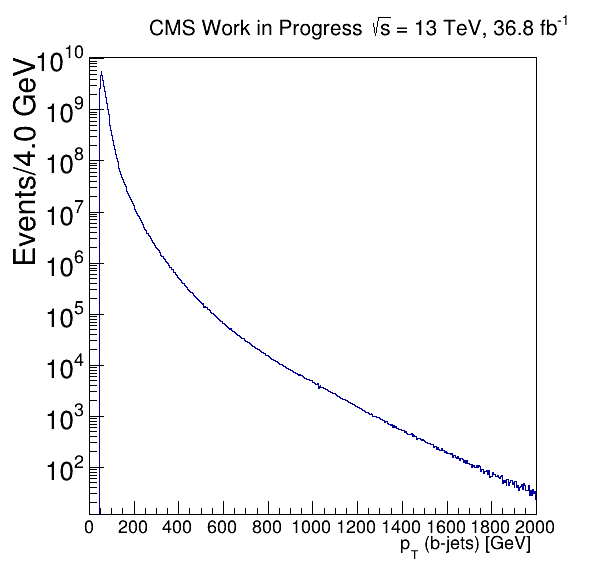 CMS Work in Progress √s = 13 TeV, 36.8 fb⁻¹
Events/4.0 GeV
10¹⁰
10⁹
10⁸
10⁷
10⁶
10⁵
10⁴
10³
10²
0 200 400 600 800 1000 1200 1400 1600 1800 2000
p_T (b-jets) [GeV]